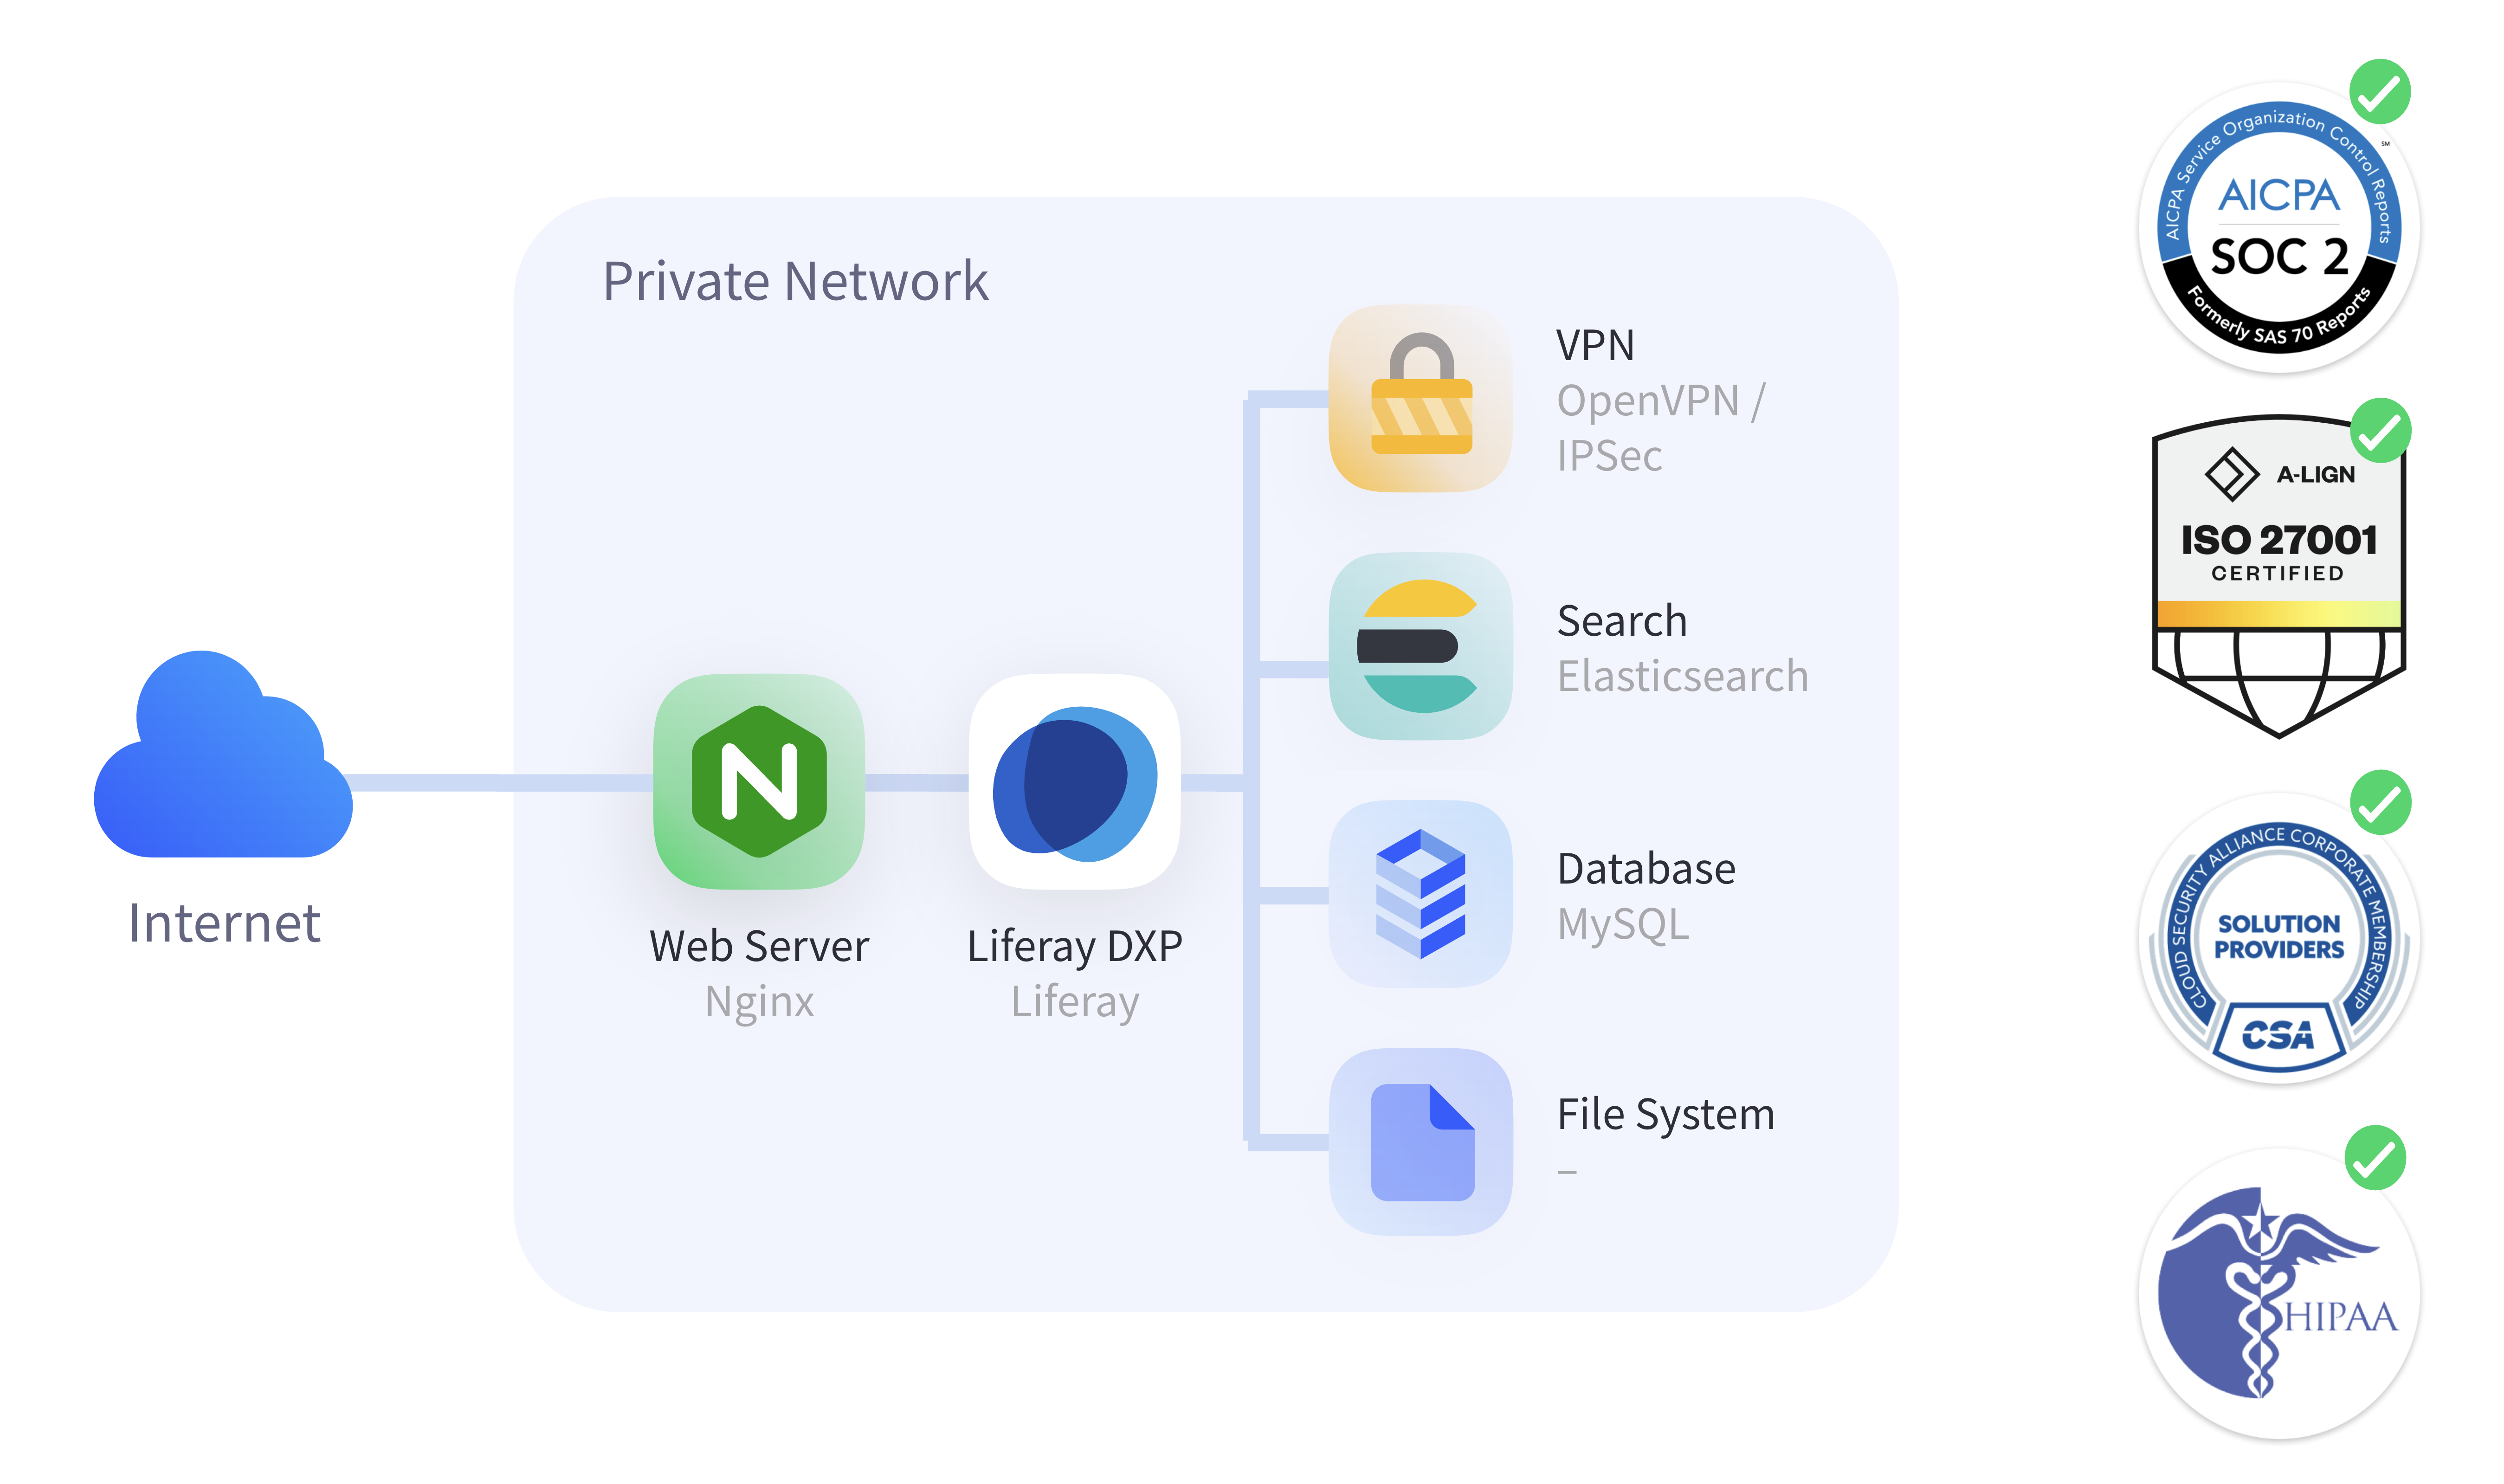 Private Network
Internet
Web Server
Nginx
Liferay DXP
Liferay
VPN
OpenVPN /
IPSec
Search
Elasticsearch
Database
MySQL
File System
–
AICPA Service Organization Control Reports
SM
AICPA
SOC 2
Formerly SAS 70 Reports
A-LIGN
ISO 27001
CERTIFIED
CLOUD SECURITY ALLIANCE CORPORATE MEMBERSHIP
SOLUTION
PROVIDERS
CSA
HIPAA